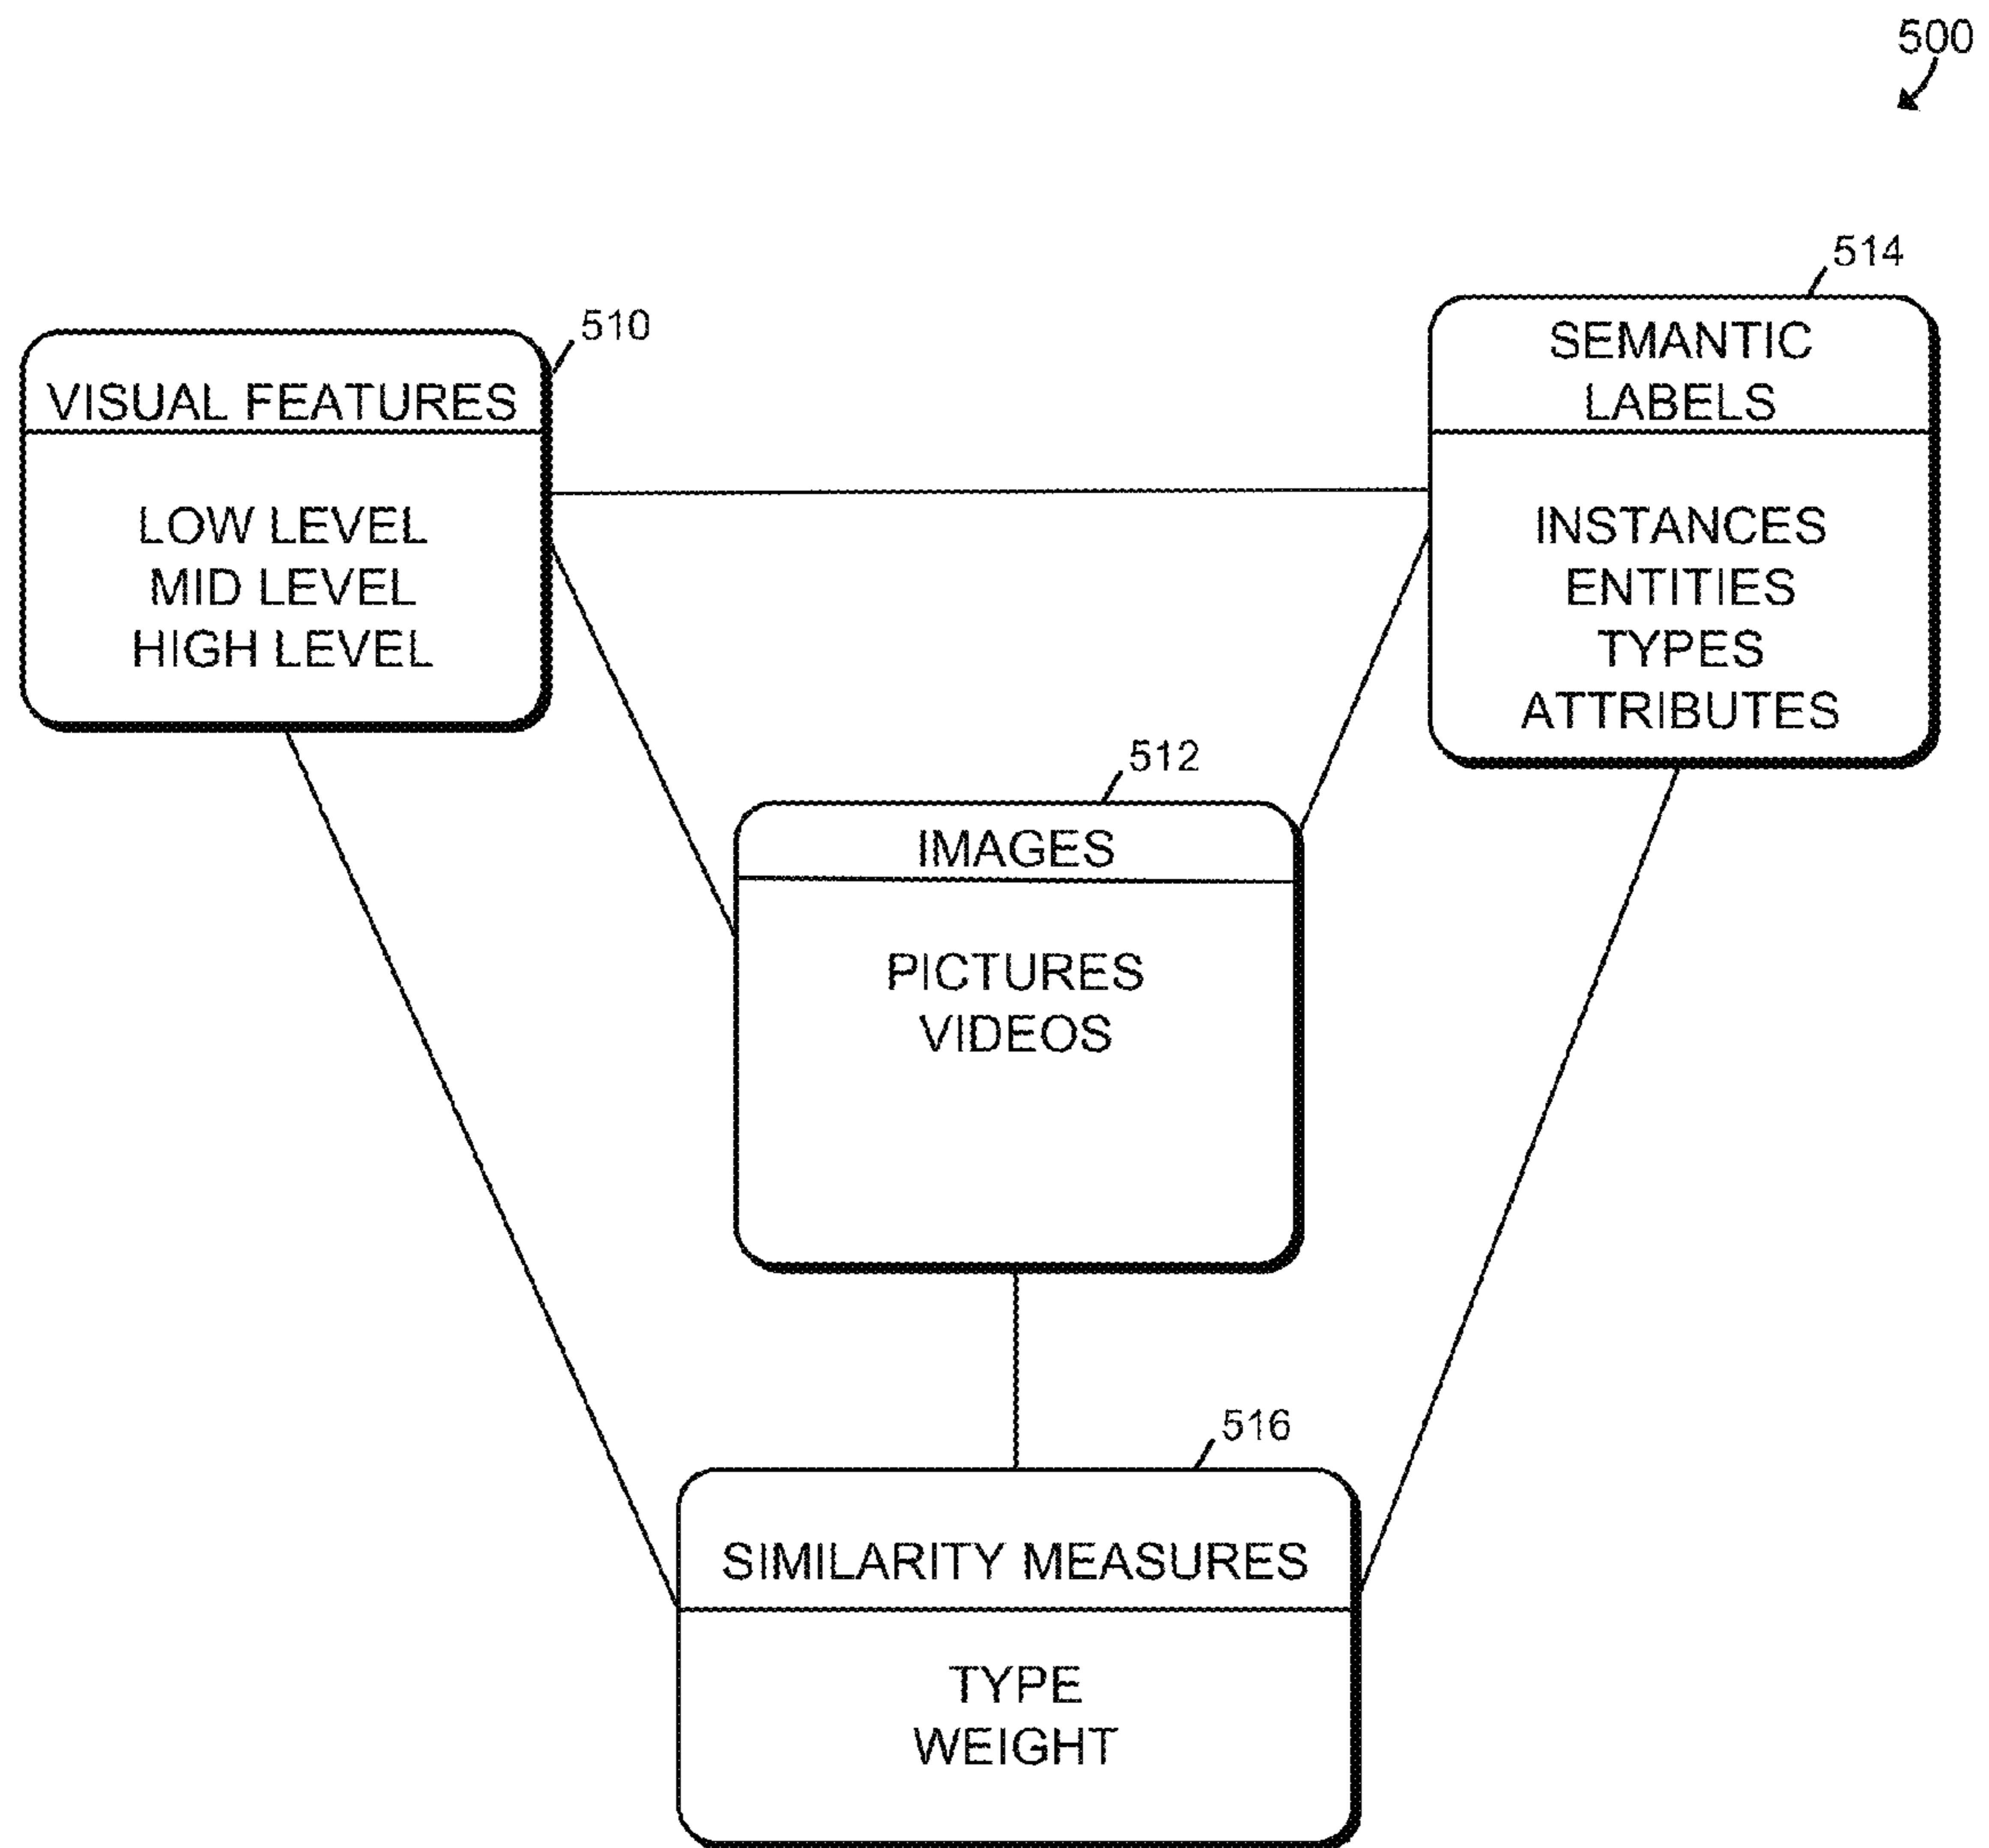 500
510
VISUAL FEATURES
LOW LEVEL
MID LEVEL
HIGH LEVEL
514
SEMANTIC
LABELS
INSTANCES
ENTITIES
TYPES
ATTRIBUTES
512
IMAGES
PICTURES
VIDEOS
516
SIMILARITY MEASURES
TYPE
WEIGHT